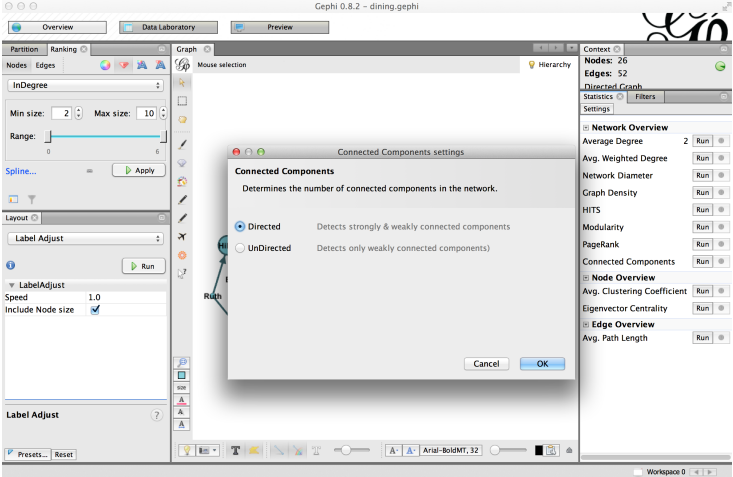 Gephi 0.8.2 – dining.gephi
Overview
Data Laboratory
Preview
Partition Ranking
Nodes Edges
InDegree
Min size: 2 Max size: 10
Range:
0 6
Spline...
Apply
Layout
Label Adjust
Run
LabelAdjust
Speed 1.0
Include Node size
Label Adjust
?
Presets... Reset
Graph
Mouse selection
Hierarchy
Ruth
Connected Components settings
Connected Components
Determines the number of connected components in the network.
Directed Detects strongly & weakly connected components
UnDirected Detects only weakly connected components)
Cancel OK
size
A
A
A
T
A- A- Arial-BoldMT, 32
Context
Nodes: 26
Edges: 52
Directed Graph
Statistics Filters
Settings
Network Overview
Average Degree 2 Run
Avg. Weighted Degree Run
Network Diameter Run
Graph Density Run
HITS Run
Modularity Run
PageRank Run
Connected Components Run
Node Overview
Avg. Clustering Coefficient Run
Eigenvector Centrality Run
Edge Overview
Avg. Path Length Run
Workspace 0